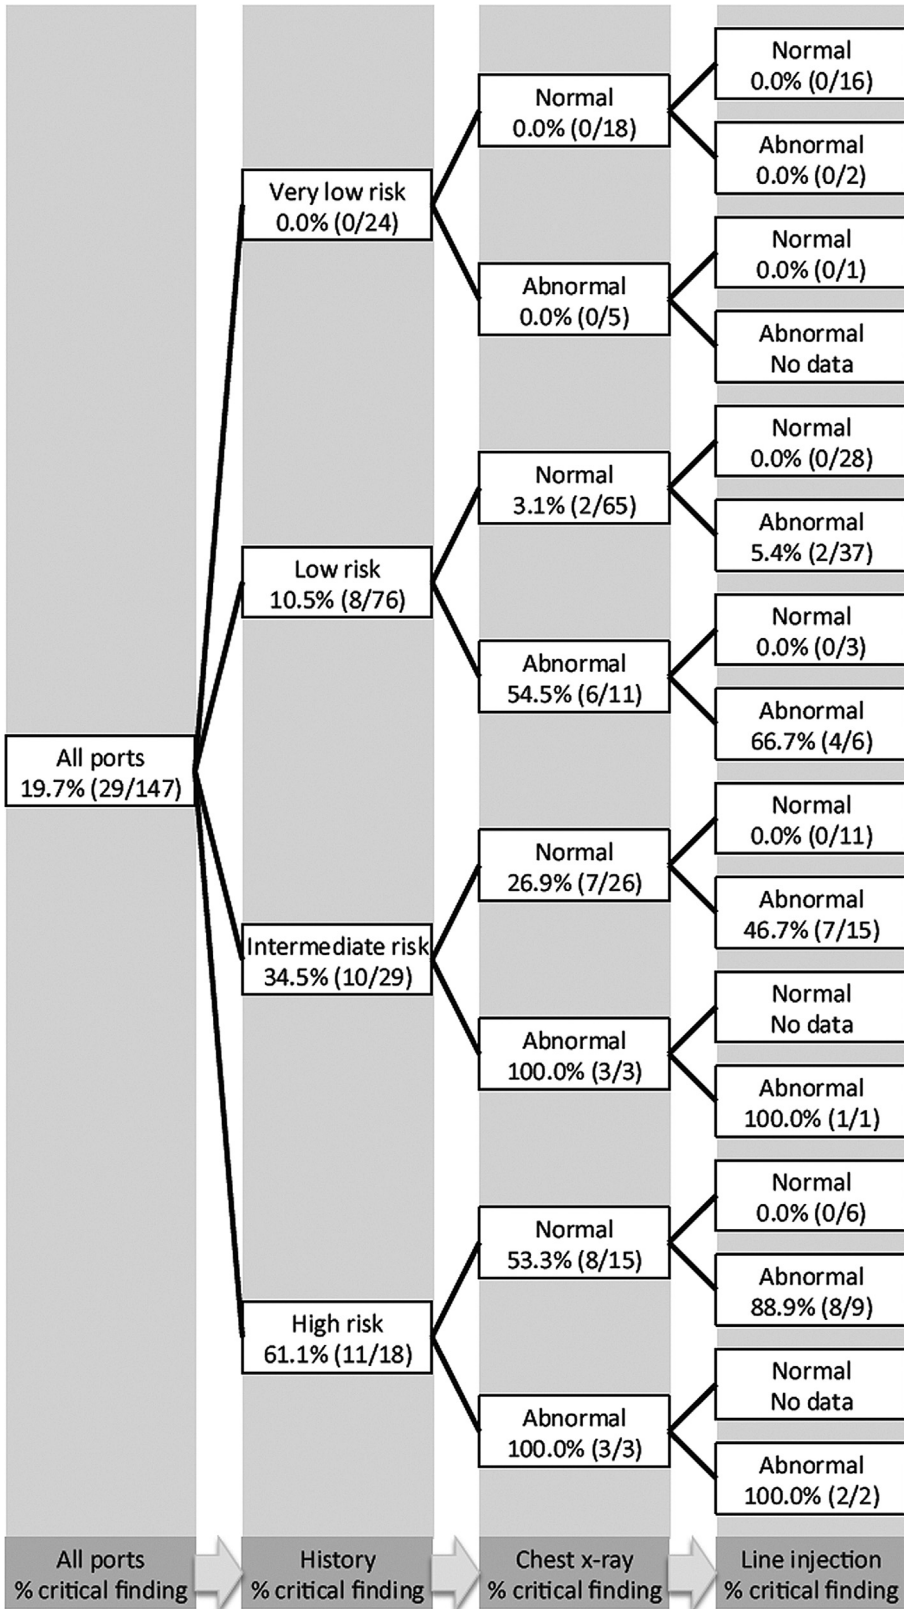 All ports
19.7% (29/147)
Very low risk
0.0% (0/24)
Low risk
10.5% (8/76)
Intermediate risk
34.5% (10/29)
High risk
61.1% (11/18)
Normal
0.0% (0/18)
Abnormal
0.0% (0/5)
Normal
3.1% (2/65)
Abnormal
54.5% (6/11)
Normal
26.9% (7/26)
Abnormal
100.0% (3/3)
Normal
53.3% (8/15)
Abnormal
100.0% (3/3)
Normal
0.0% (0/16)
Abnormal
0.0% (0/2)
Normal
0.0% (0/1)
Abnormal
No data
Normal
0.0% (0/28)
Abnormal
5.4% (2/37)
Normal
0.0% (0/3)
Abnormal
66.7% (4/6)
Normal
0.0% (0/11)
Abnormal
46.7% (7/15)
Normal
No data
Abnormal
100.0% (1/1)
Normal
0.0% (0/6)
Abnormal
88.9% (8/9)
Normal
No data
Abnormal
100.0% (2/2)
All ports
% critical finding
History
% critical finding
Chest x-ray
% critical finding
Line injection
% critical finding